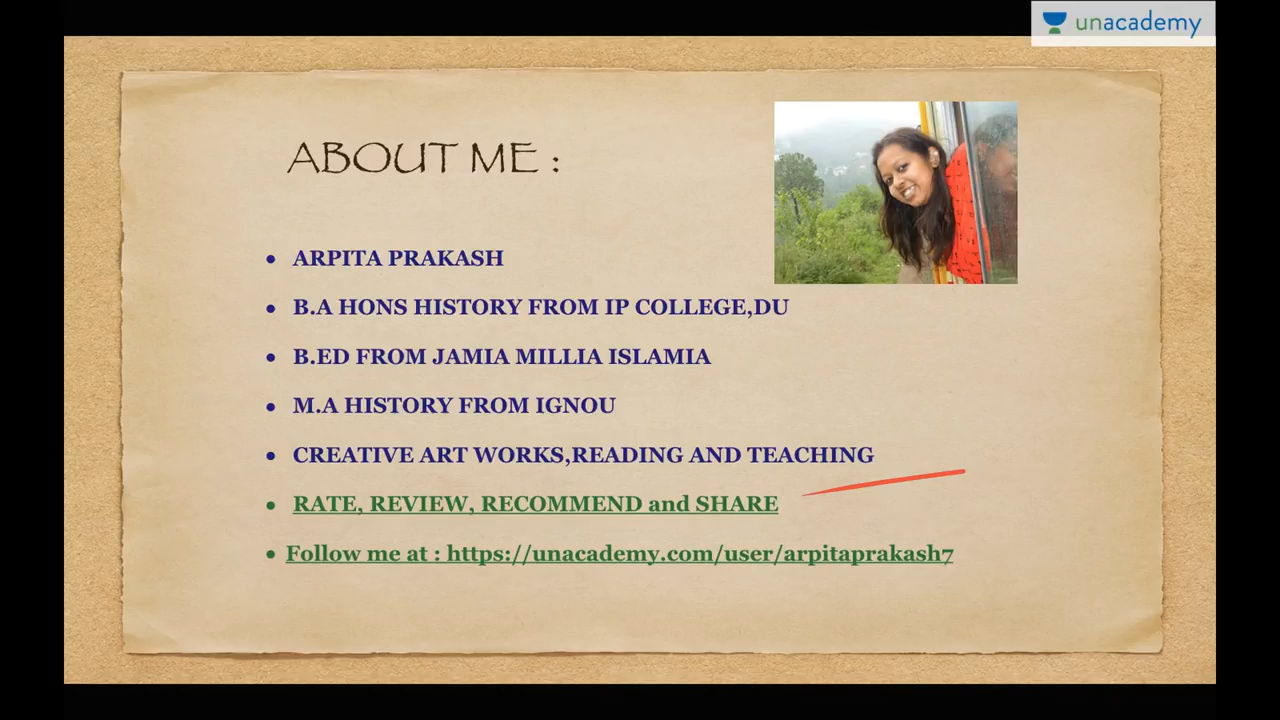 unacademy
ABOUT ME :
• ARPITA PRAKASH
• B.A HONS HISTORY FROM IP COLLEGE,DU
• B.ED FROM JAMIA MILLIA ISLAMIA
• M.A HISTORY FROM IGNOU
• CREATIVE ART WORKS,READING AND TEACHING
• RATE, REVIEW, RECOMMEND and SHARE
• Follow me at : https://unacademy.com/user/arpitaprakash7